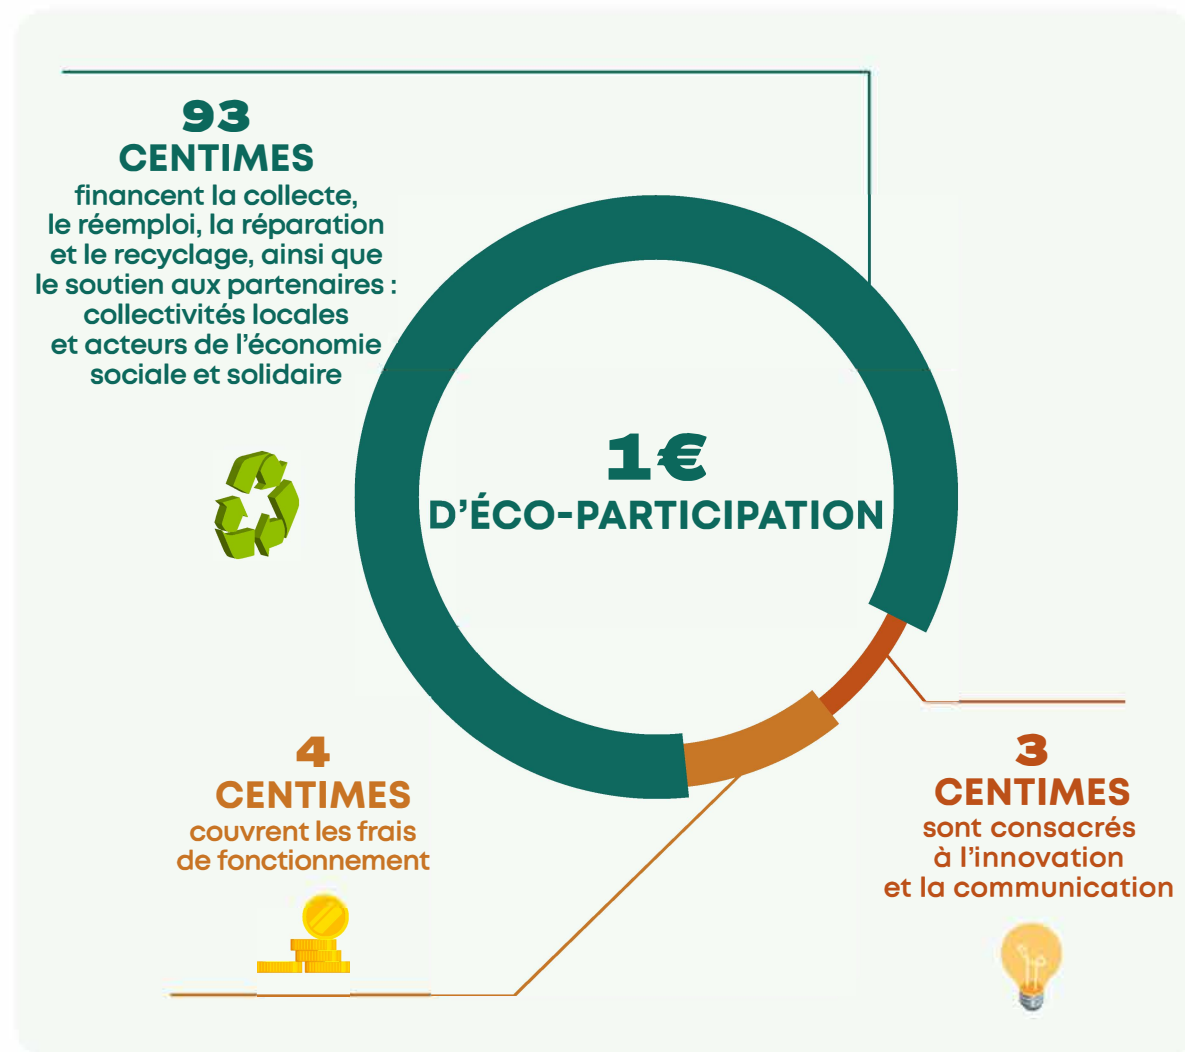 93
CENTIMES
financent la collecte,
le réemploi, la réparation
et le recyclage, ainsi que
le soutien aux partenaires :
collectivités locales
et acteurs de l'économie
sociale et solidaire
1€
D'ÉCO-PARTICIPATION
4
CENTIMES
couvrent les frais
de fonctionnement
3
CENTIMES
sont consacrés
à l'innovation
et la communication